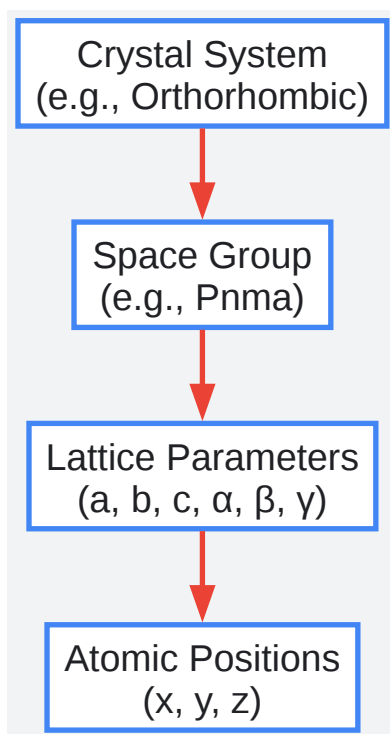 Crystal System
(e.g., Orthorhombic)
Space Group
(e.g., Pnma)
Lattice Parameters
(a, b, c, α, β, γ)
Atomic Positions
(x, y, z)